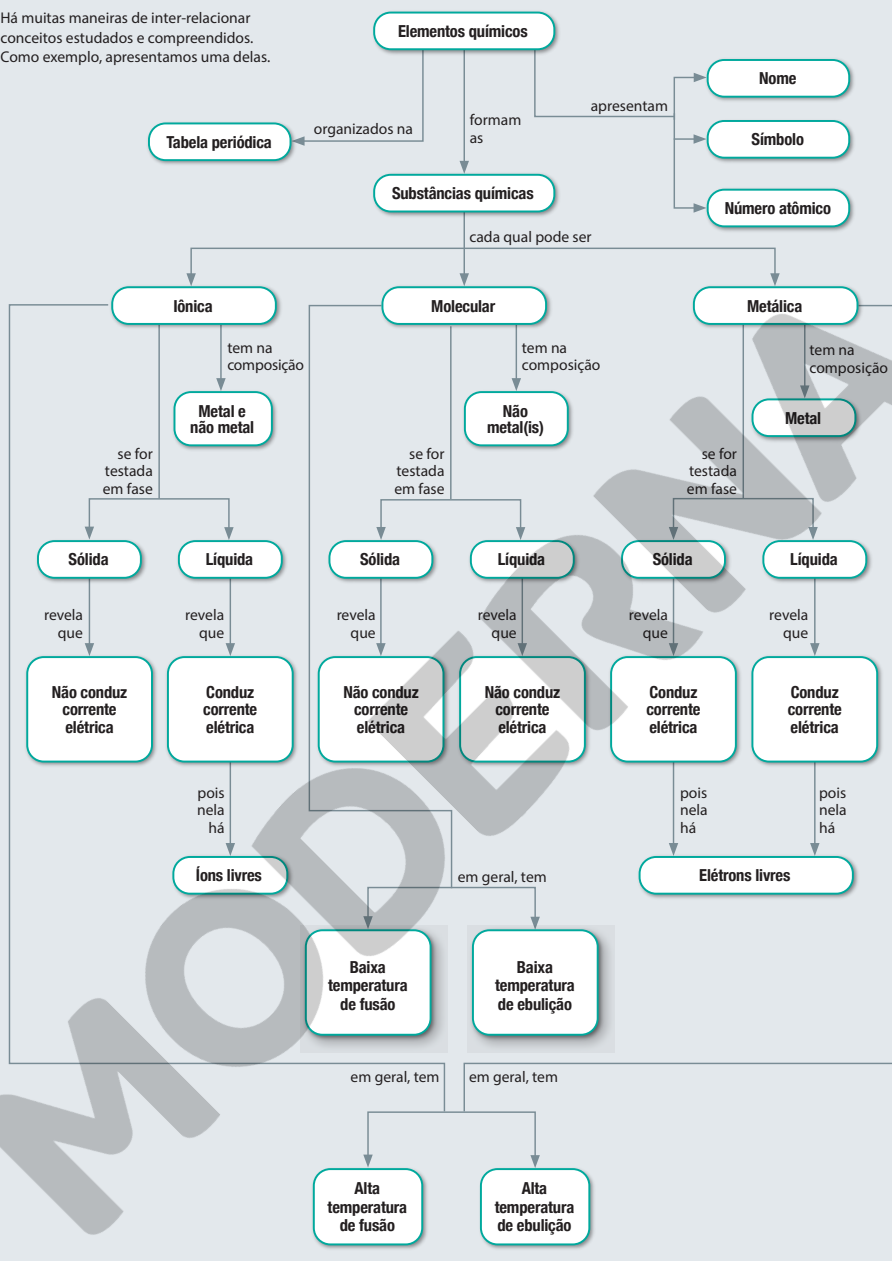 Há muitas maneiras de inter-relacionar
conceitos estudados e compreendidos.
Como exemplo, apresentamos uma delas.
Elementos químicos
apresentam
Nome
Símbolo
Número atômico
organizados na
Tabela periódica
formam
as
Substâncias químicas
cada qual pode ser
Iônica
Molecular
Metálica
tem na
composição
Metal e
não metal
tem na
composição
Não
metal(is)
tem na
composição
Metal
se for
testada
em fase
se for
testada
em fase
se for
testada
em fase
Sólida
Líquida
Sólida
Líquida
Sólida
Líquida
revela
que
revela
que
revela
que
revela
que
revela
que
revela
que
Não conduz
corrente
elétrica
Conduz
corrente
elétrica
Não conduz
corrente
elétrica
Não conduz
corrente
elétrica
Conduz
corrente
elétrica
Conduz
corrente
elétrica
pois
nela
há
pois
nela
há
pois
nela
há
Íons livres
Elétrons livres
em geral, tem
Baixa
temperatura
de fusão
Baixa
temperatura
de ebulição
em geral, tem
em geral, tem
Alta
temperatura
de fusão
Alta
temperatura
de ebulição
MODERNA